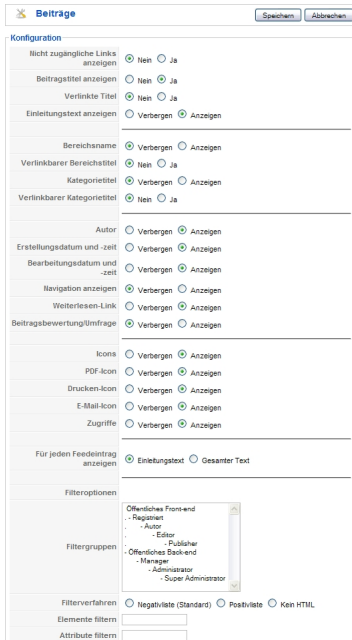 Beiträge
Speichern Abbrechen
Konfiguration
Nicht zugängliche Links anzeigen Nein Ja
Beitragstitel anzeigen Nein Ja
Verlinkte Titel Nein Ja
Einleitungstext anzeigen Verbergen Anzeigen
Bereichsname Verbergen Anzeigen
Verlinkbarer Bereichstitel Nein Ja
Kategorietitel Verbergen Anzeigen
Verlinkbarer Kategorietitel Nein Ja
Autor Verbergen Anzeigen
Erstellungsdatum und -zeit Verbergen Anzeigen
Bearbeitungsdatum und -zeit Verbergen Anzeigen
Navigation anzeigen Verbergen Anzeigen
Weiterlesen-Link Verbergen Anzeigen
Beitragsbewertung/Umfrage Verbergen Anzeigen
Icons Verbergen Anzeigen
PDF-Icon Verbergen Anzeigen
Drucken-Icon Verbergen Anzeigen
E-Mail-Icon Verbergen Anzeigen
Zugriffe Verbergen Anzeigen
Für jeden Feedeintrag anzeigen Einleitungstext Gesamter Text
Filteroptionen
Filtergruppen
Öffentliches Front-end
. - Registriert
. - Autor
. - Editor
. - Publisher
- Öffentliches Back-end
- Manager
- Administrator
- Super Administrator
Filterverfahren Negativliste (Standard) Positivliste Kein HTML
Elemente filtern
Attribute filtern